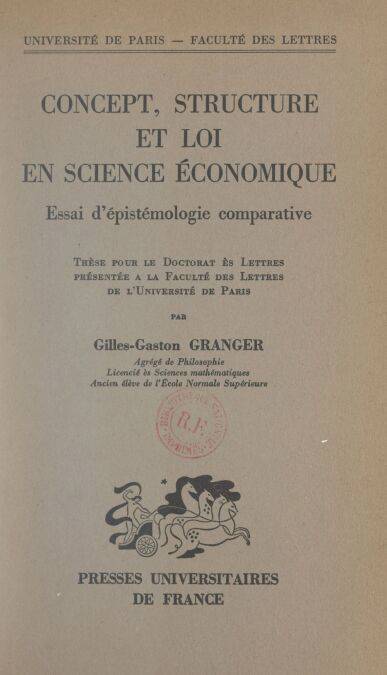 UNIVERSITÉ DE PARIS — FACULTÉ DES LETTRES
CONCEPT, STRUCTURE
ET LOI
EN SCIENCE ÉCONOMIQUE
Essai d'épistémologie comparative
THÈSE POUR LE DOCTORAT ÈS LETTRES
PRÉSENTÉE A LA FACULTÉ DES LETTRES
DE L'UNIVERSITÉ DE PARIS
PAR
Gilles-Gaston GRANGER
Agrégé de Philosophie
Licencié ès Sciences mathématiques
Ancien élève de l'École Normale Supérieure
R.F.
PRESSES UNIVERSITAIRES
DE FRANCE